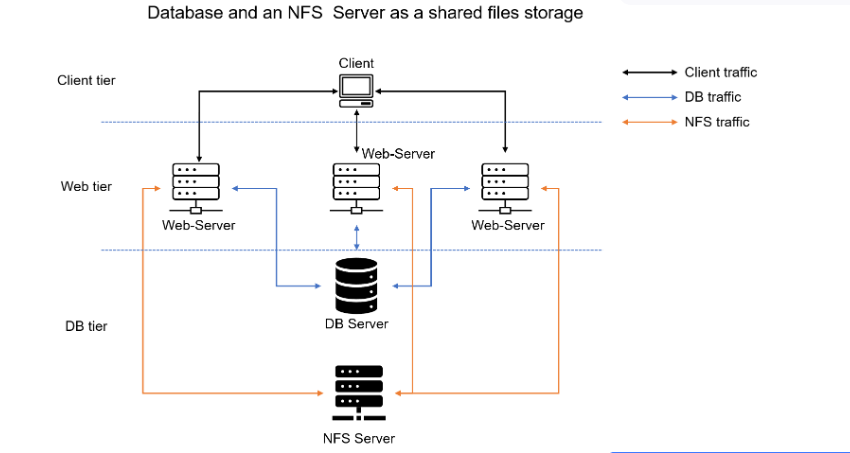 Database and an NFS Server as a shared files storage
Client
Client tier
Client traffic
DB traffic
NFS traffic
Web-Server
Web tier
Web-Server
Web-Server
DB Server
DB tier
NFS Server